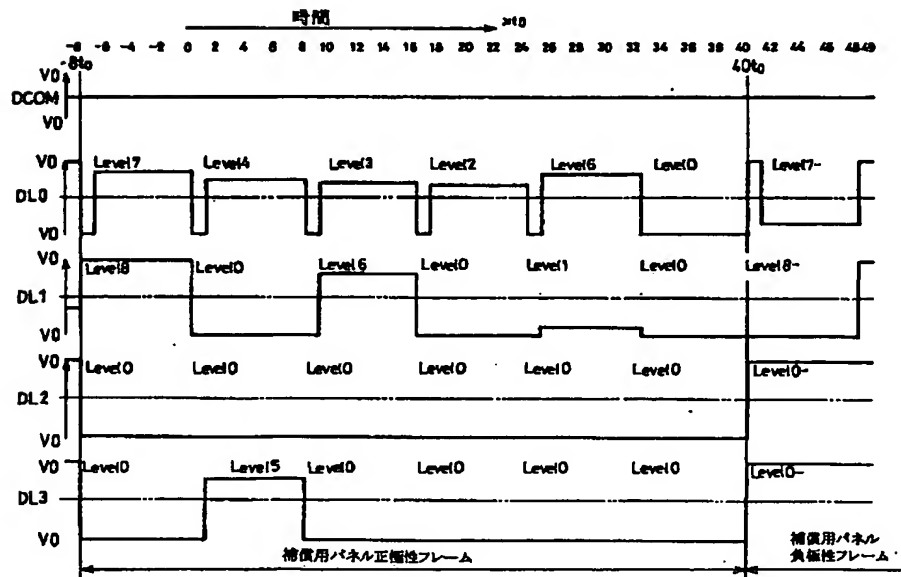 時間 ×t0
-8 -6 -4 -2 0 2 4 6 8 10 12 14 16 18 20 22 24 26 28 30 32 34 36 38 40 42 44 46 48 49
-8t0 40t0
V0
DCOM
V0
V0 Level7 Level4 Level3 Level2 Level6 Level0 Level7-
DL0
V0
V0 Level8 Level0 Level6 Level0 Level1 Level0 Level8-
DL1
V0
V0 Level0 Level0 Level0 Level0 Level0 Level0 Level0-
DL2
V0
V0 Level0 Level5 Level0 Level0 Level0 Level0 Level0-
DL3
V0
補償用パネル正極性フレーム
補償用パネル
負極性フレーム